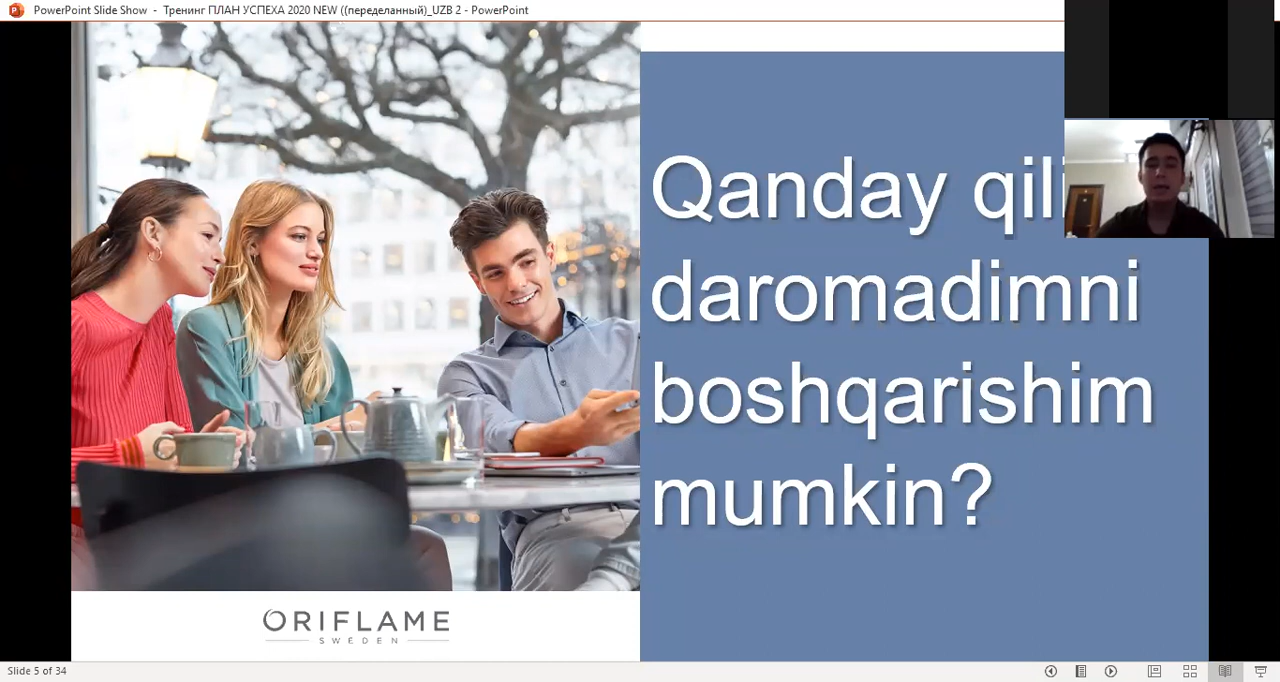 PowerPoint Slide Show - Тренинг ПЛАН УСПЕХА 2020 NEW ((переделанный)_UZB 2 - PowerPoint
Qanday qili
daromadimni
boshqarishim
mumkin?
ORIFLAME
SWEDEN
Slide 5 of 34